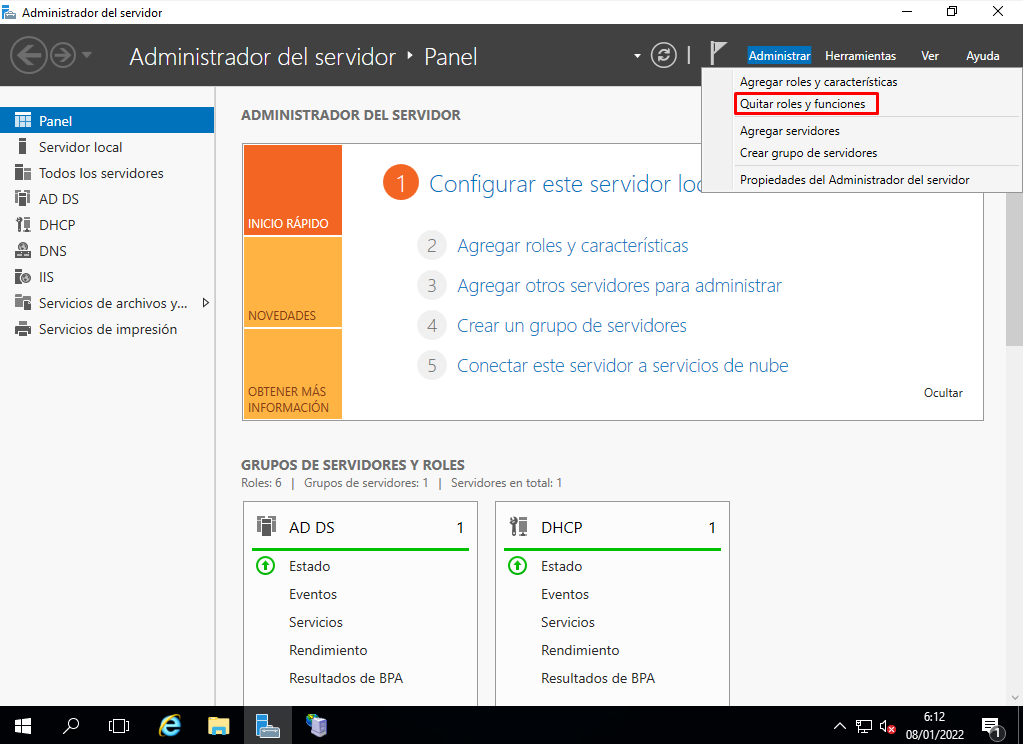 Administrador del servidor
Administrador del servidor ‣ Panel
Administrar Herramientas Ver Ayuda
Agregar roles y características
Quitar roles y funciones
Agregar servidores
Crear grupo de servidores
Propiedades del Administrador del servidor
Panel
Servidor local
Todos los servidores
AD DS
DHCP
DNS
IIS
Servicios de archivos y...
Servicios de impresión
ADMINISTRADOR DEL SERVIDOR
INICIO RÁPIDO
NOVEDADES
OBTENER MÁS
INFORMACIÓN
1 Configurar este servidor loc
2 Agregar roles y características
3 Agregar otros servidores para administrar
4 Crear un grupo de servidores
5 Conectar este servidor a servicios de nube
Ocultar
GRUPOS DE SERVIDORES Y ROLES
Roles: 6 | Grupos de servidores: 1 | Servidores en total: 1
AD DS 1
Estado
Eventos
Servicios
Rendimiento
Resultados de BPA
DHCP 1
Estado
Eventos
Servicios
Rendimiento
Resultados de BPA
6:12
08/01/2022
1